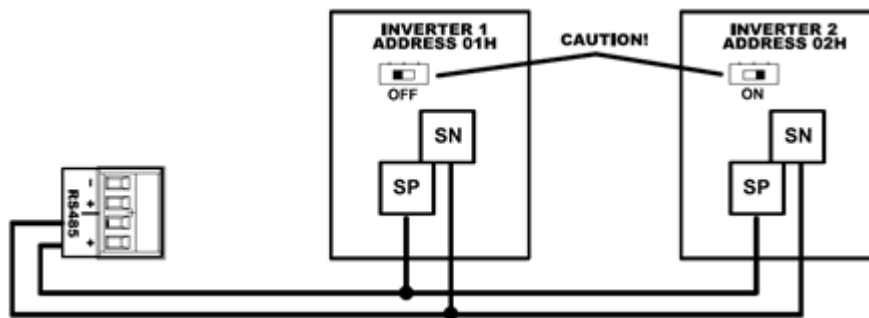 INVERTER 1
ADDRESS 01H
CAUTION!
INVERTER 2
ADDRESS 02H
OFF
ON
SN
SP
SN
SP
- +
RS485
+